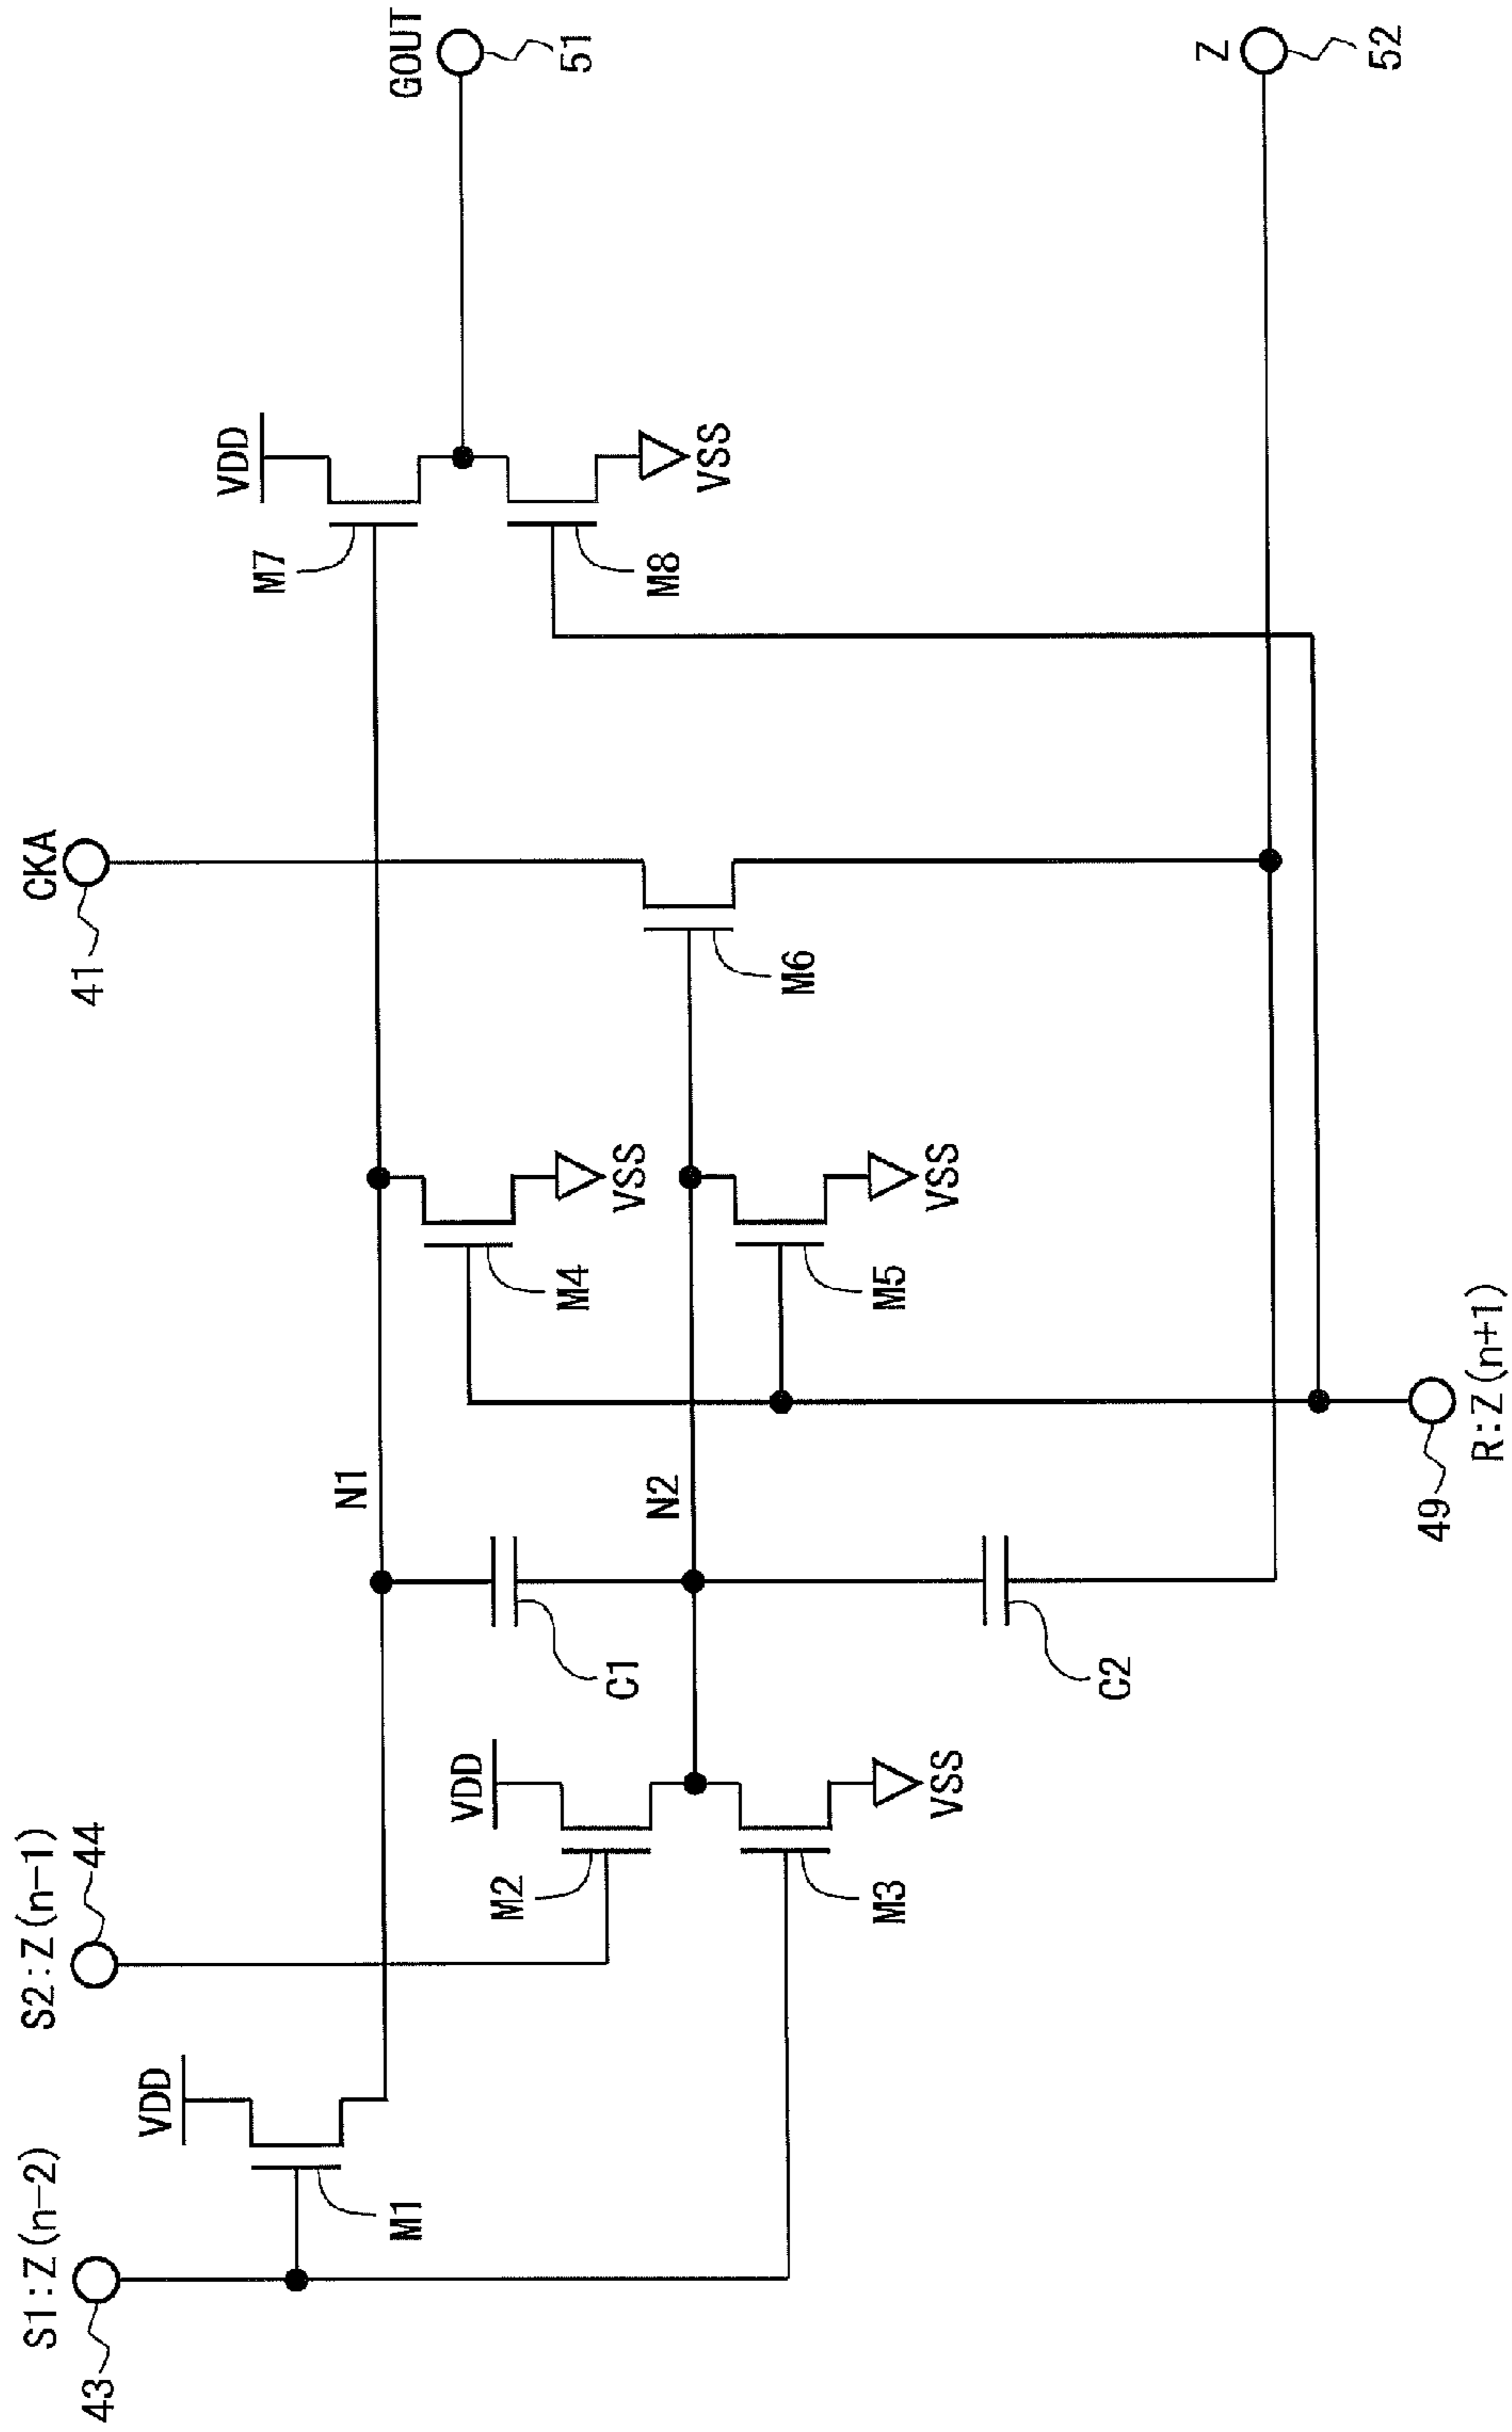 S1:Z(n-2)
43
S2:Z(n-1)
44
CKA
41
GOUT
51
VDD
M1
VDD
M2
M3
VSS
N1
C1
N2
C2
M4
VSS
M5
VSS
M6
VDD
M7
M8
VSS
Z
52
49
R:Z(n+1)